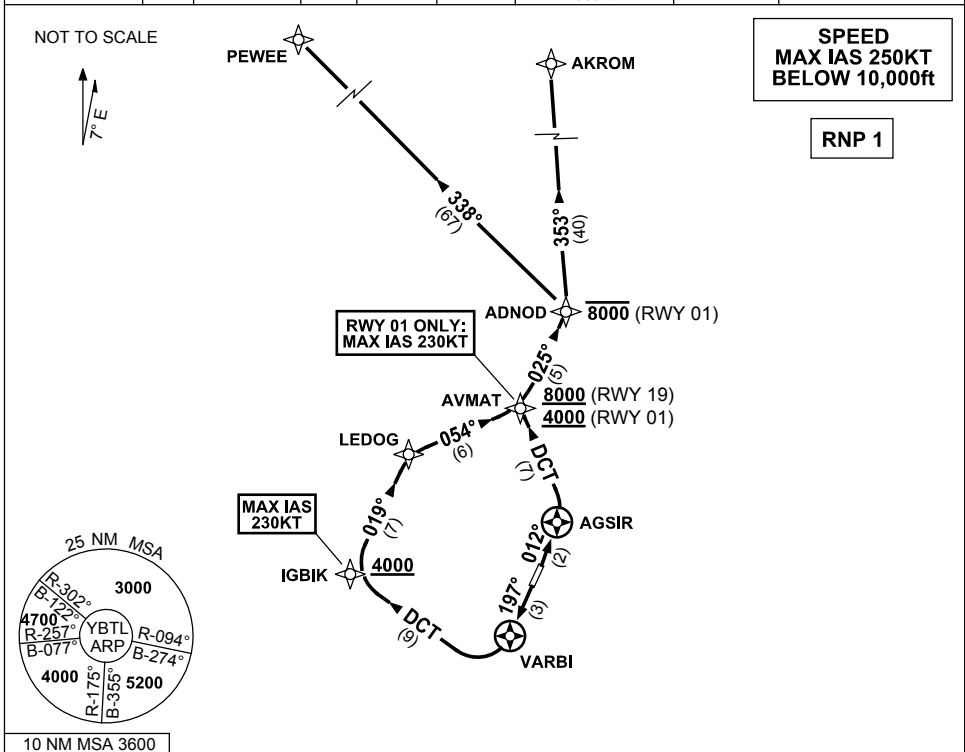 NOT TO SCALE
7° E
PEWEE
AKROM
SPEED
MAX IAS 250KT
BELOW 10,000ft
RNP 1
338°
(67)
353°
(40)
ADNOD
8000 (RWY 01)
RWY 01 ONLY:
MAX IAS 230KT
025°
(5)
AVMAT
8000 (RWY 19)
4000 (RWY 01)
LEDOG
054°
(6)
DCT
(7)
MAX IAS
230KT
019°
(7)
AGSIR
IGBIK
4000
012°
(2)
197°
(3)
DCT
(9)
VARBI
25 NM MSA
3000
R-302°
B-122°
4700
R-257°
B-077°
YBTL
ARP
R-094°
B-274°
4000
R-175°
B-355°
5200
10 NM MSA 3600